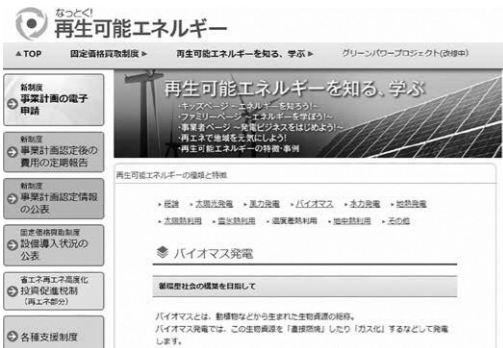 なっとく!
再生可能エネルギー
▲TOP 固定価格買取制度▶ 再生可能エネルギーを知る、学ぶ▶ グリーンパワープロジェクト(改修中)
新制度
事業計画の電子
申請
新制度
事業計画認定後の
費用の定期報告
新制度
事業計画認定情報
の公表
固定価格買取制度
設備導入状況の
公表
省エネ再エネ高度化
投資促進税制
(再エネ部分)
各種支援制度
再生可能エネルギーを知る、学ぶ
・キッズページ ～エネルギーを知ろう!～
・ファミリーページ ～エネルギーを学ぼう!～
・事業者ページ ～発電ビジネスをはじめよう!～
・再エネで地域を元気にしよう!
・再生可能エネルギーの特徴・事例
再生可能エネルギーの種類と特徴
▸総論 ▸太陽光発電 ▸風力発電 ▸バイオマス ▸水力発電 ▸地熱発電
▸太陽熱利用 ▸雪氷熱利用 ▸温度差熱利用 ▸地中熱利用 ▸その他
バイオマス発電
循環型社会の構築を目指して
バイオマスとは、動植物などから生まれた生物資源の総称。
バイオマス発電では、この生物資源を「直接燃焼」したり「ガス化」するなどして発電
します。